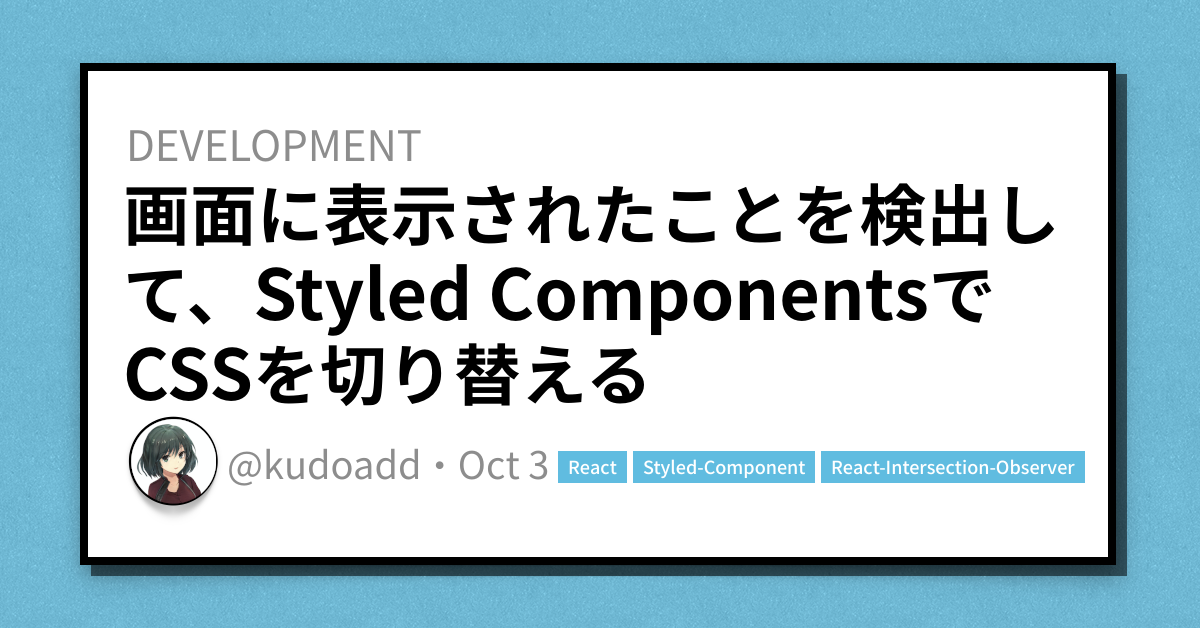 DEVELOPMENT
画面に表示されたことを検出し
て、Styled Componentsで
CSSを切り替える
@kudoadd・Oct 3 React Styled-Component React-Intersection-Observer